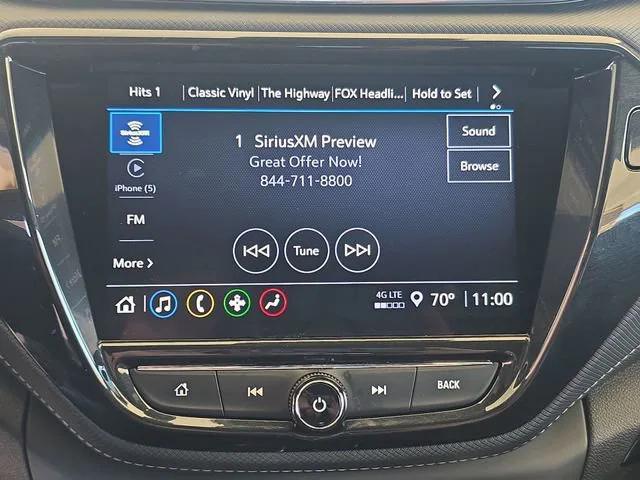 Hits 1 Classic Vinyl The Highway FOX Headli... Hold to Set
SiriusXM
1 SiriusXM Preview
Sound
Great Offer Now!
Browse
844-711-8800
iPhone (5)
FM
Tune
More
4G LTE
70° 11:00
BACK